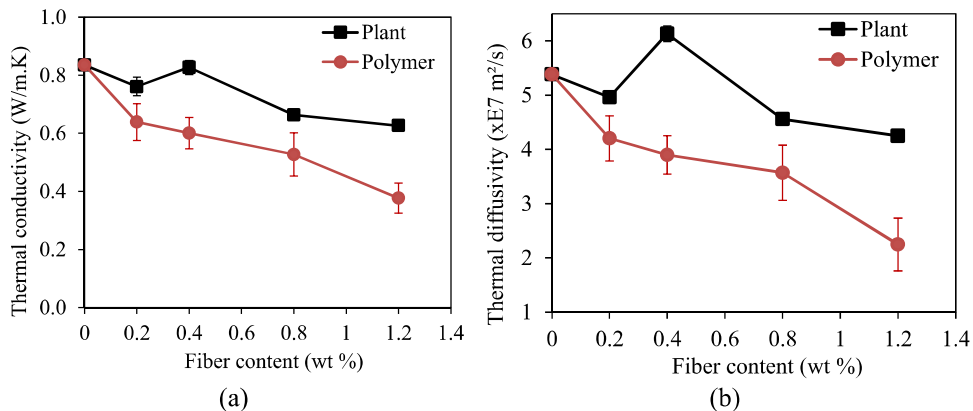 Thermal conductivity (W/m.K)
1.0
0.8
0.6
0.4
0.2
0.0
0 0.2 0.4 0.6 0.8 1 1.2 1.4
Fiber content (wt %)
Plant
Polymer
(a)
Thermal diffusivity (xE7 m²/s)
6
5
4
3
2
1
0 0.2 0.4 0.6 0.8 1 1.2 1.4
Fiber content (wt %)
Plant
Polymer
(b)